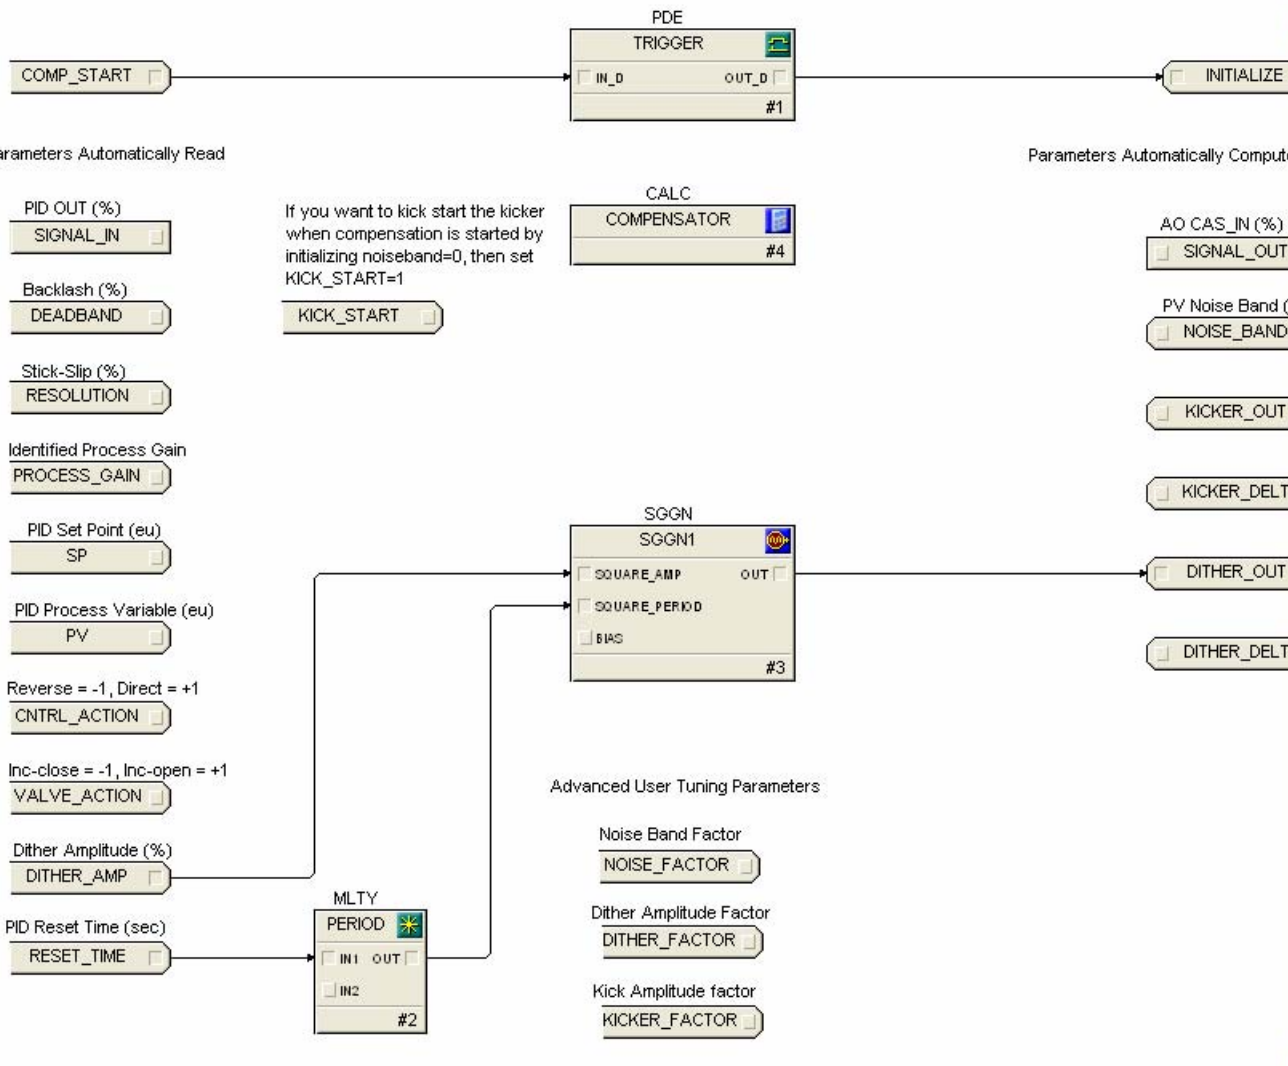 PDE
TRIGGER
COMP_START
IN_D
OUT_D
INITIALIZE
#1
arameters Automatically Read
Parameters Automatically Comput
PID OUT (%)
SIGNAL_IN
Backlash (%)
DEADBAND
Stick-Slip (%)
RESOLUTION
Identified Process Gain
PROCESS_GAIN
PID Set Point (eu)
SP
PID Process Variable (eu)
PV
Reverse = -1, Direct = +1
CNTRL_ACTION
Inc-close = -1, Inc-open = +1
VALVE_ACTION
Dither Amplitude (%)
DITHER_AMP
PID Reset Time (sec)
RESET_TIME
If you want to kick start the kicker
when compensation is started by
initializing noiseband=0, then set
KICK_START=1
KICK_START
MLTY
PERIOD
IN1
OUT
IN2
#2
CALC
COMPENSATOR
#4
SGGN
SGGN1
SQUARE_AMP
OUT
SQUARE_PERIOD
BIAS
#3
Advanced User Tuning Parameters
Noise Band Factor
NOISE_FACTOR
Dither Amplitude Factor
DITHER_FACTOR
Kick Amplitude factor
KICKER_FACTOR
AO CAS_IN (%)
SIGNAL_OUT
PV Noise Band (
NOISE_BAND
KICKER_OUT
KICKER_DELT
DITHER_OUT
DITHER_DELT